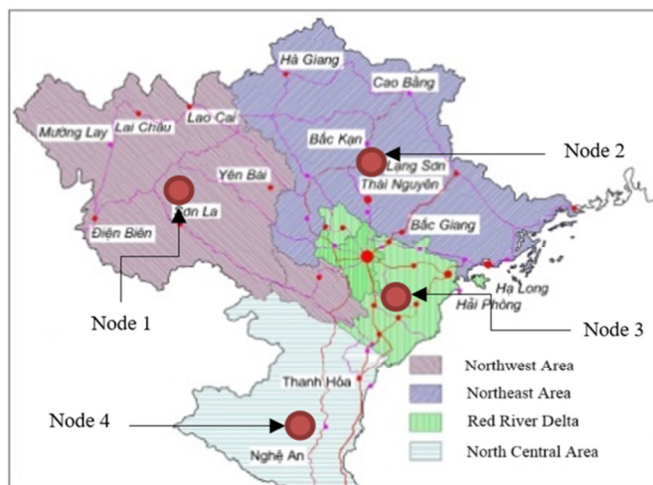 Hà Giang
Cao Bằng
Lao Cai
Lai Châu
Mường Lay
Bắc Kạn
Node 2
Lạng Sơn
Yên Bái
Thái Nguyên
Sơn La
Điện Biên
Bắc Giang
Hạ Long
Hải Phòng
Node 1
Node 3
Northwest Area
Thanh Hóa
Northeast Area
Node 4
Red River Delta
Nghệ An
North Central Area